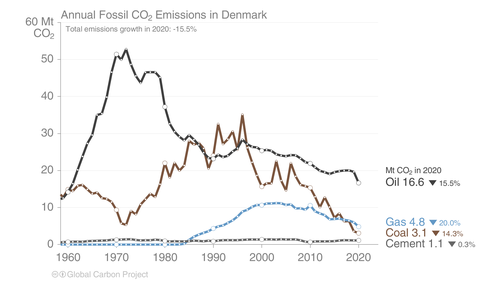 Annual Fossil CO₂ Emissions in Denmark
60 Mt
CO₂
Total emissions growth in 2020: -15.5%
50
40
30
20
10
0
1960
1970
1980
1990
2000
2010
2020
Mt CO₂ in 2020
Oil 16.6 ▼ 15.5%
Gas 4.8 ▼ 20.0%
Coal 3.1 ▼ 14.3%
Cement 1.1 ▼ 0.3%
Global Carbon Project